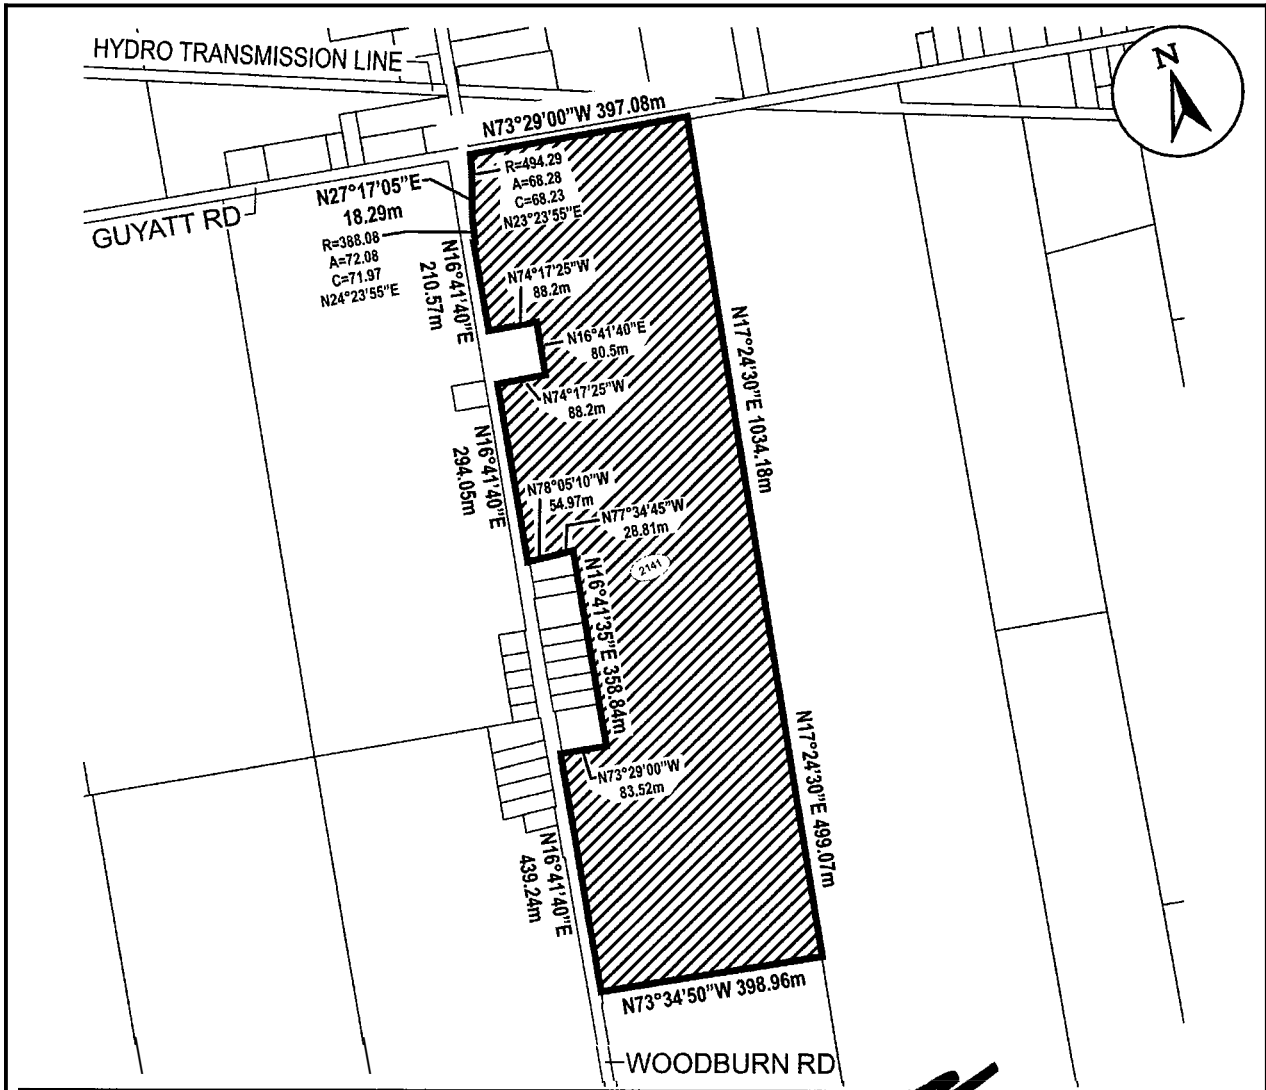 HYDRO TRANSMISSION LINE
N
N73°29'00"W 397.08m
R=494.29
A=68.28
C=68.23
N23°23'55"E
N27°17'05"E
18.29m
GUYATT RD
R=388.08
A=72.08
C=71.97
N24°23'55"E
N16°41'40"E
210.57m
N74°17'25"W
88.2m
N16°41'40"E
80.5m
N17°24'30"E 1034.18m
N74°17'25"W
88.2m
N16°41'40"E
294.05m
N78°05'10"W
54.97m
N77°34'45"W
28.81m
2141
N16°41'35"E 358.84m
N17°24'30"E 499.07m
N73°29'00"W
83.52m
N16°41'40"E
439.24m
N73°34'50"W 398.96m
WOODBURN RD